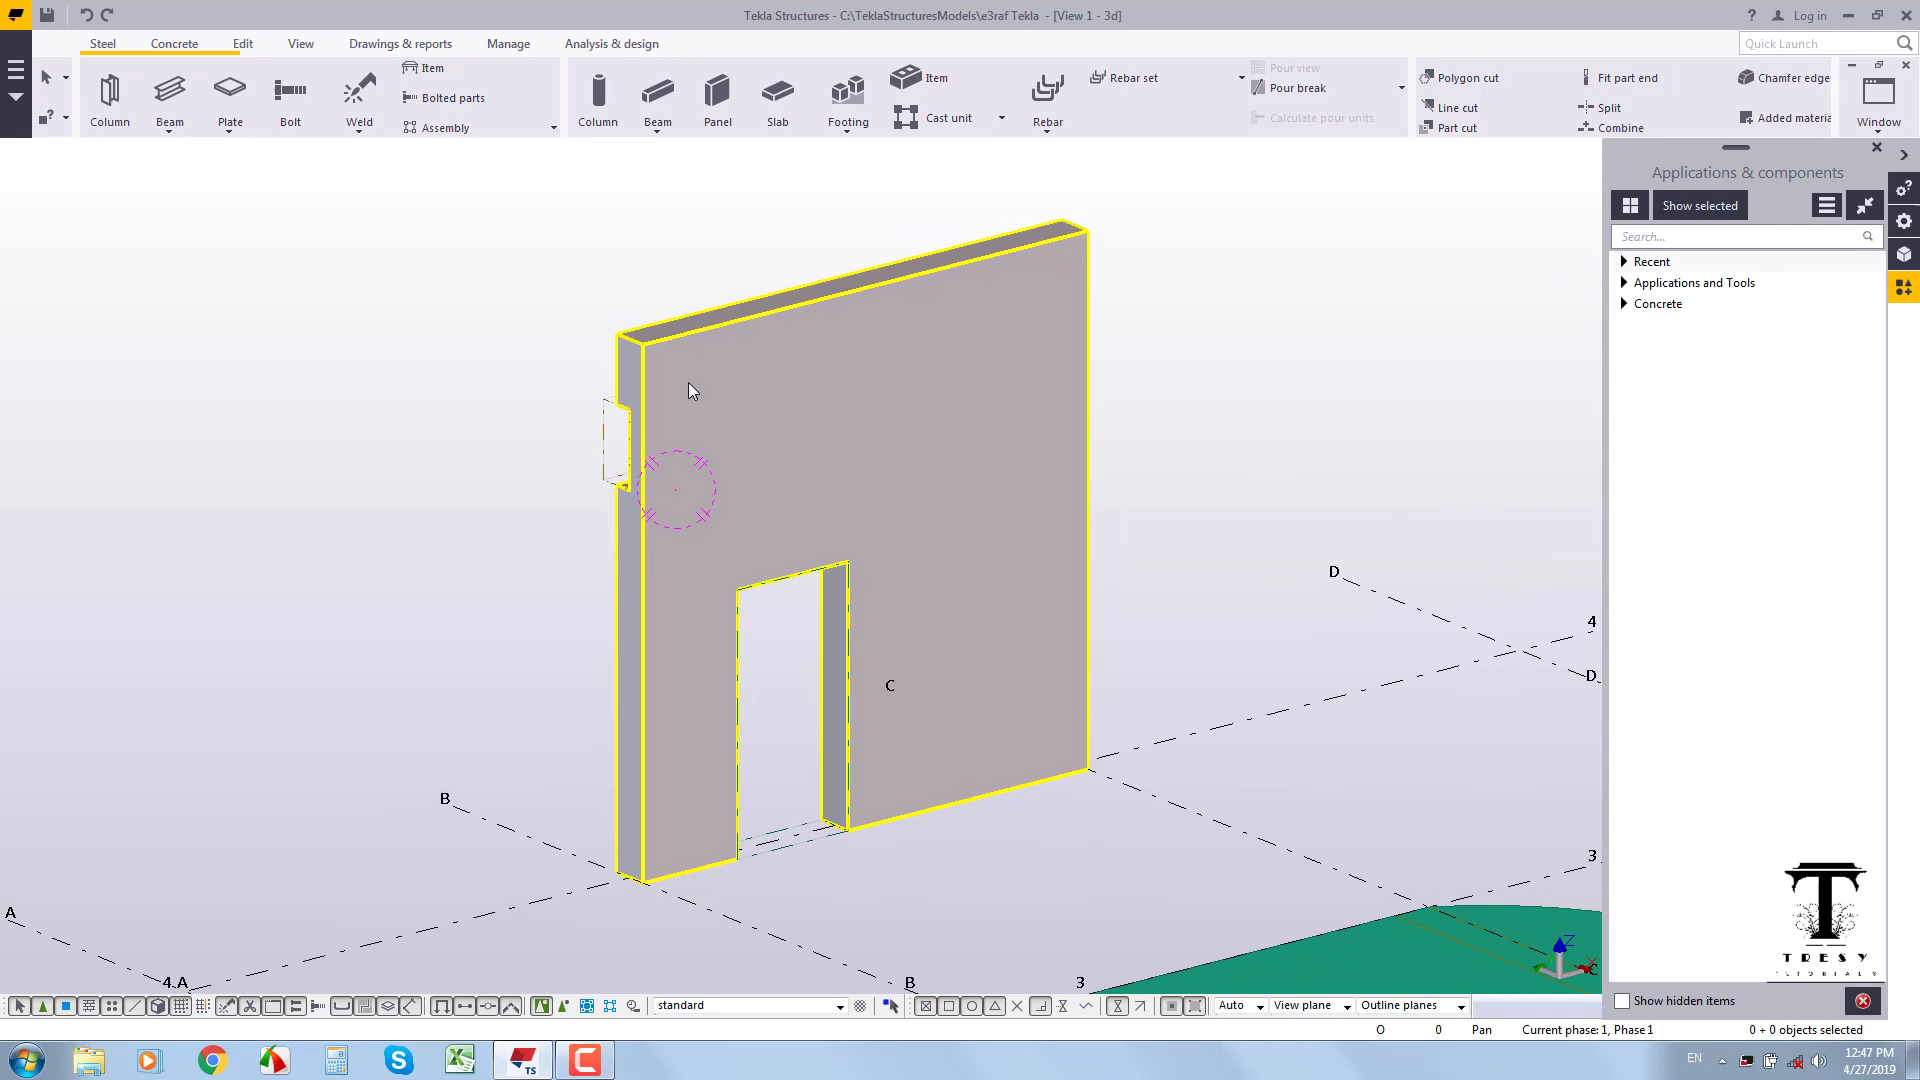 Tekla Structures - C:\TeklaStructuresModels\e3raf Tekla - [View 1 - 3d]
? Log in
Steel Concrete Edit View Drawings & reports Manage Analysis & design
Quick Launch
Column Beam Plate Bolt Weld
Item
Bolted parts
Assembly
Column Beam Panel Slab Footing
Item
Cast unit
Rebar
Rebar set
Pour view
Pour break
Calculate pour units
Polygon cut
Line cut
Part cut
Fit part end
Split
Combine
Chamfer edge
Added materia
Window
Applications & components
Show selected
Search...
Recent
Applications and Tools
Concrete
D
4
D
C
B
3
A
4.A
B
3
Z
TRESY
TUTORIALS
Show hidden items
standard
Auto
View plane
Outline planes
O 0 Pan Current phase: 1, Phase 1 0 + 0 objects selected
TS
EN
12:47 PM
4/27/2019